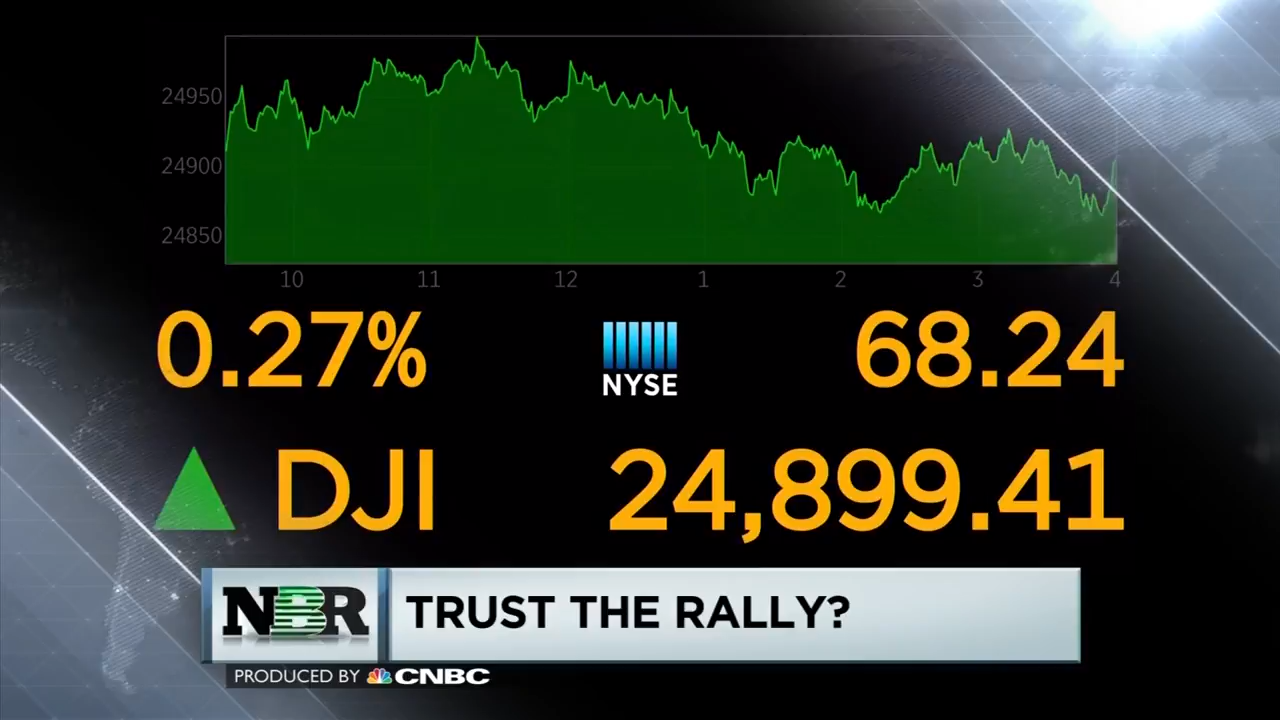 24950
24900
24850
10 11 12 1 2 3 4
0.27% NYSE 68.24
DJI 24,899.41
NBR TRUST THE RALLY?
PRODUCED BY CNBC